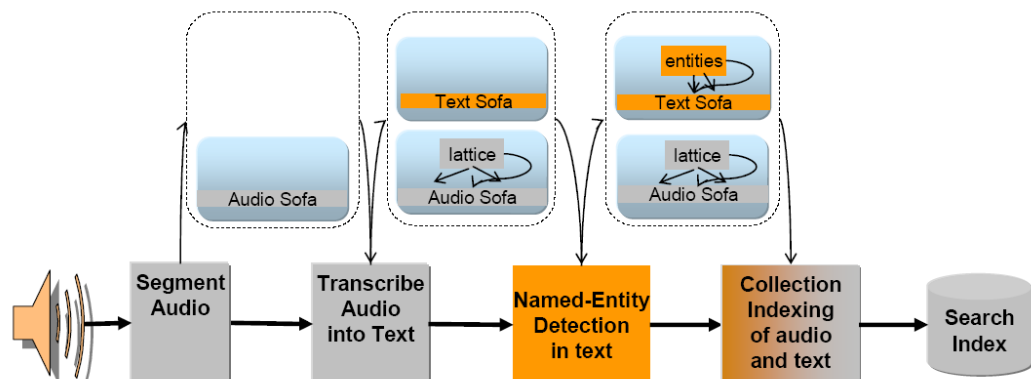 entities
Text Sofa
Text Sofa
lattice
lattice
Audio Sofa
Audio Sofa
Audio Sofa
Segment
Audio
Transcribe
Audio
into Text
Named-Entity
Detection
in text
Collection
Indexing
of audio
and text
Search
Index